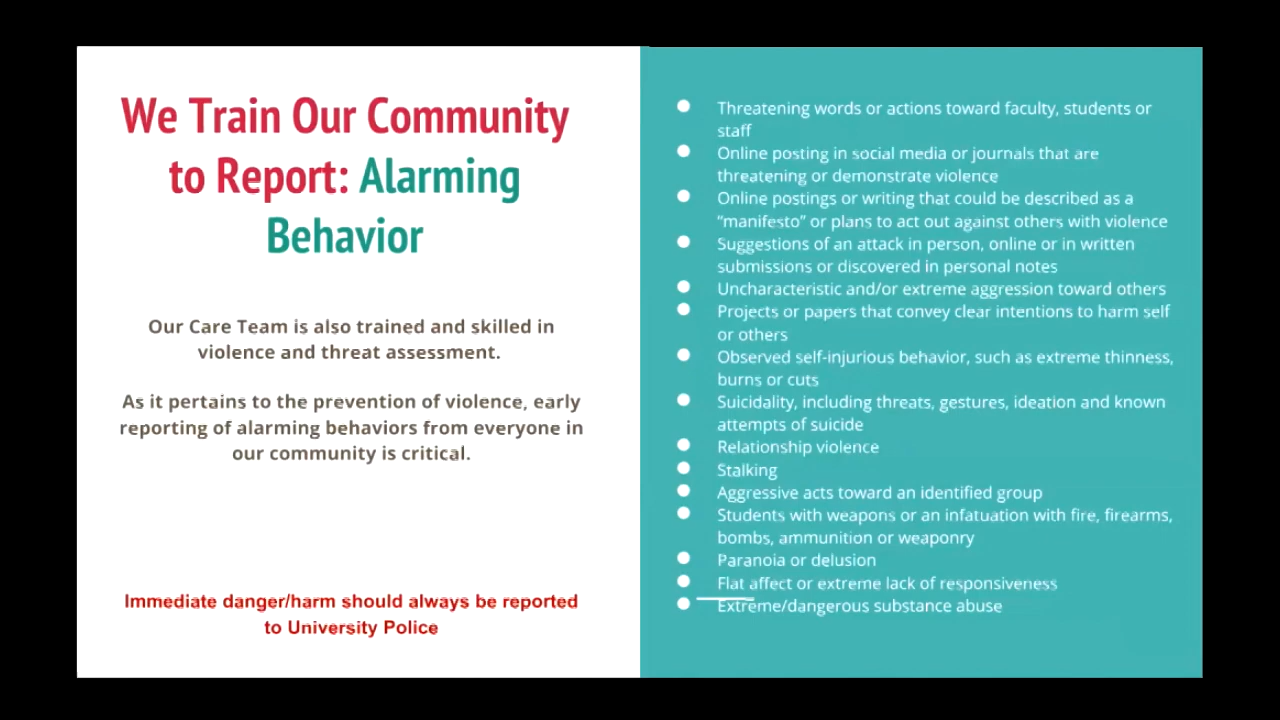 We Train Our Community
to Report: Alarming
Behavior
Our Care Team is also trained and skilled in
violence and threat assessment.
As it pertains to the prevention of violence, early
reporting of alarming behaviors from everyone in
our community is critical.
Immediate danger/harm should always be reported
to University Police
● Threatening words or actions toward faculty, students or
staff
● Online posting in social media or journals that are
threatening or demonstrate violence
● Online postings or writing that could be described as a
“manifesto” or plans to act out against others with violence
● Suggestions of an attack in person, online or in written
submissions or discovered in personal notes
● Uncharacteristic and/or extreme aggression toward others
● Projects or papers that convey clear intentions to harm self
or others
● Observed self-injurious behavior, such as extreme thinness,
burns or cuts
● Suicidality, including threats, gestures, ideation and known
attempts of suicide
● Relationship violence
● Stalking
● Aggressive acts toward an identified group
● Students with weapons or an infatuation with fire, firearms,
bombs, ammunition or weaponry
● Paranoia or delusion
● Flat affect or extreme lack of responsiveness
● Extreme/dangerous substance abuse